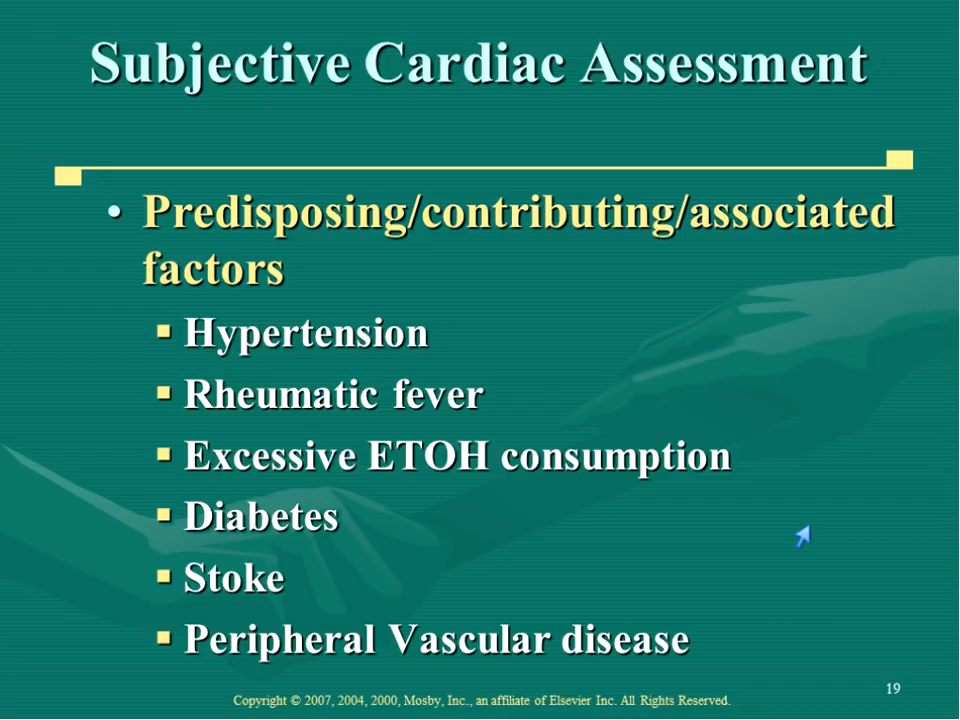 Subjective Cardiac Assessment
• Predisposing/contributing/associated
factors
▪ Hypertension
▪ Rheumatic fever
▪ Excessive ETOH consumption
▪ Diabetes
▪ Stoke
▪ Peripheral Vascular disease
19
Copyright © 2007, 2004, 2000, Mosby, Inc., an affiliate of Elsevier Inc. All Rights Reserved.